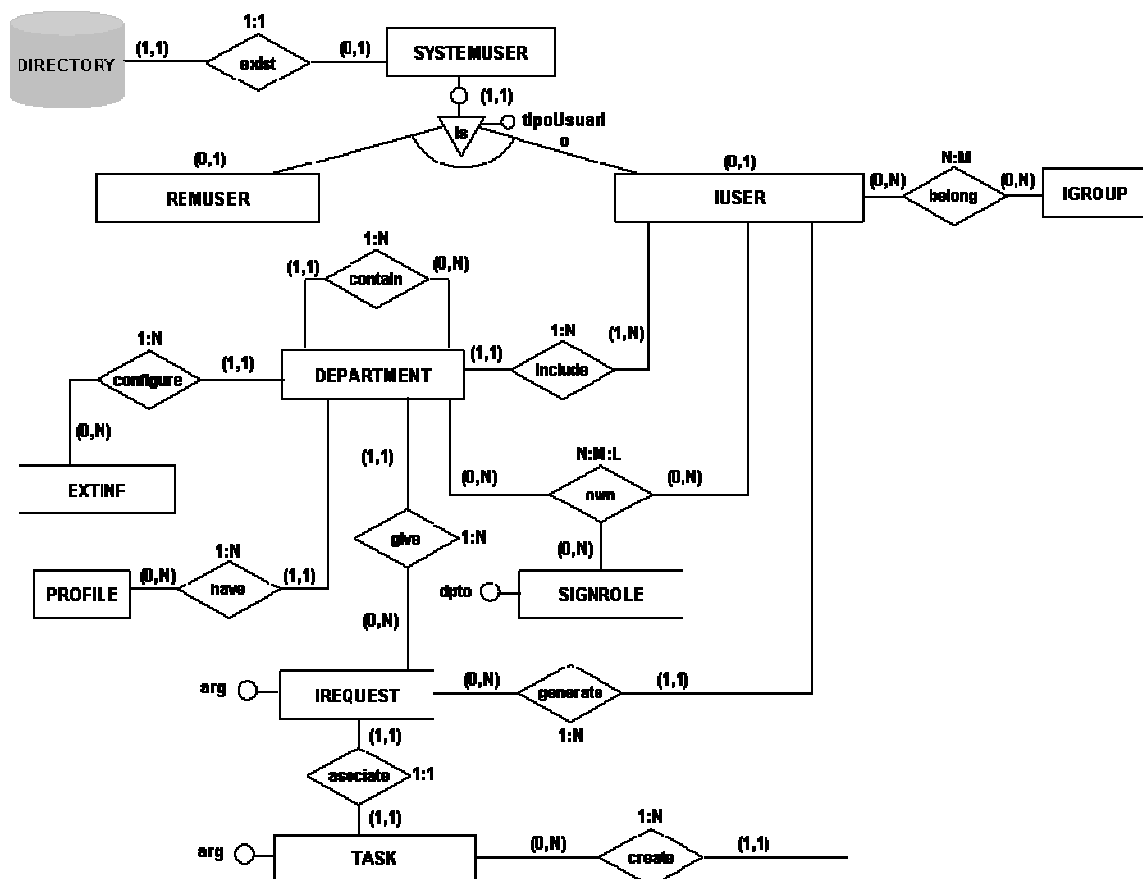 1:1
DIRECTORY
(1,1)
exist
(0,1)
SYSTEMUSER
(1,1)
is
tipoUsuari
o
(0,1)
REMUSER
(0,1)
IUSER
N:M
(0,N)
belong
(0,N)
IGROUP
1:N
(1,1)
contain
(0,N)
1:N
configure
(1,1)
DEPARTMENT
(1,1)
1:N
include
(1,N)
(0,N)
EXTINF
(1,1)
(0,N)
N:M:L
num
(0,N)
give
1:N
(0,N)
1:N
PROFILE
(0,N)
have
(1,1)
dpto
SIGNROLE
(0,N)
arg
IREQUEST
(0,N)
generate
(1,1)
1:N
(1,1)
asociate
1:1
(1,1)
arg
TASK
(0,N)
1:N
create
(1,1)